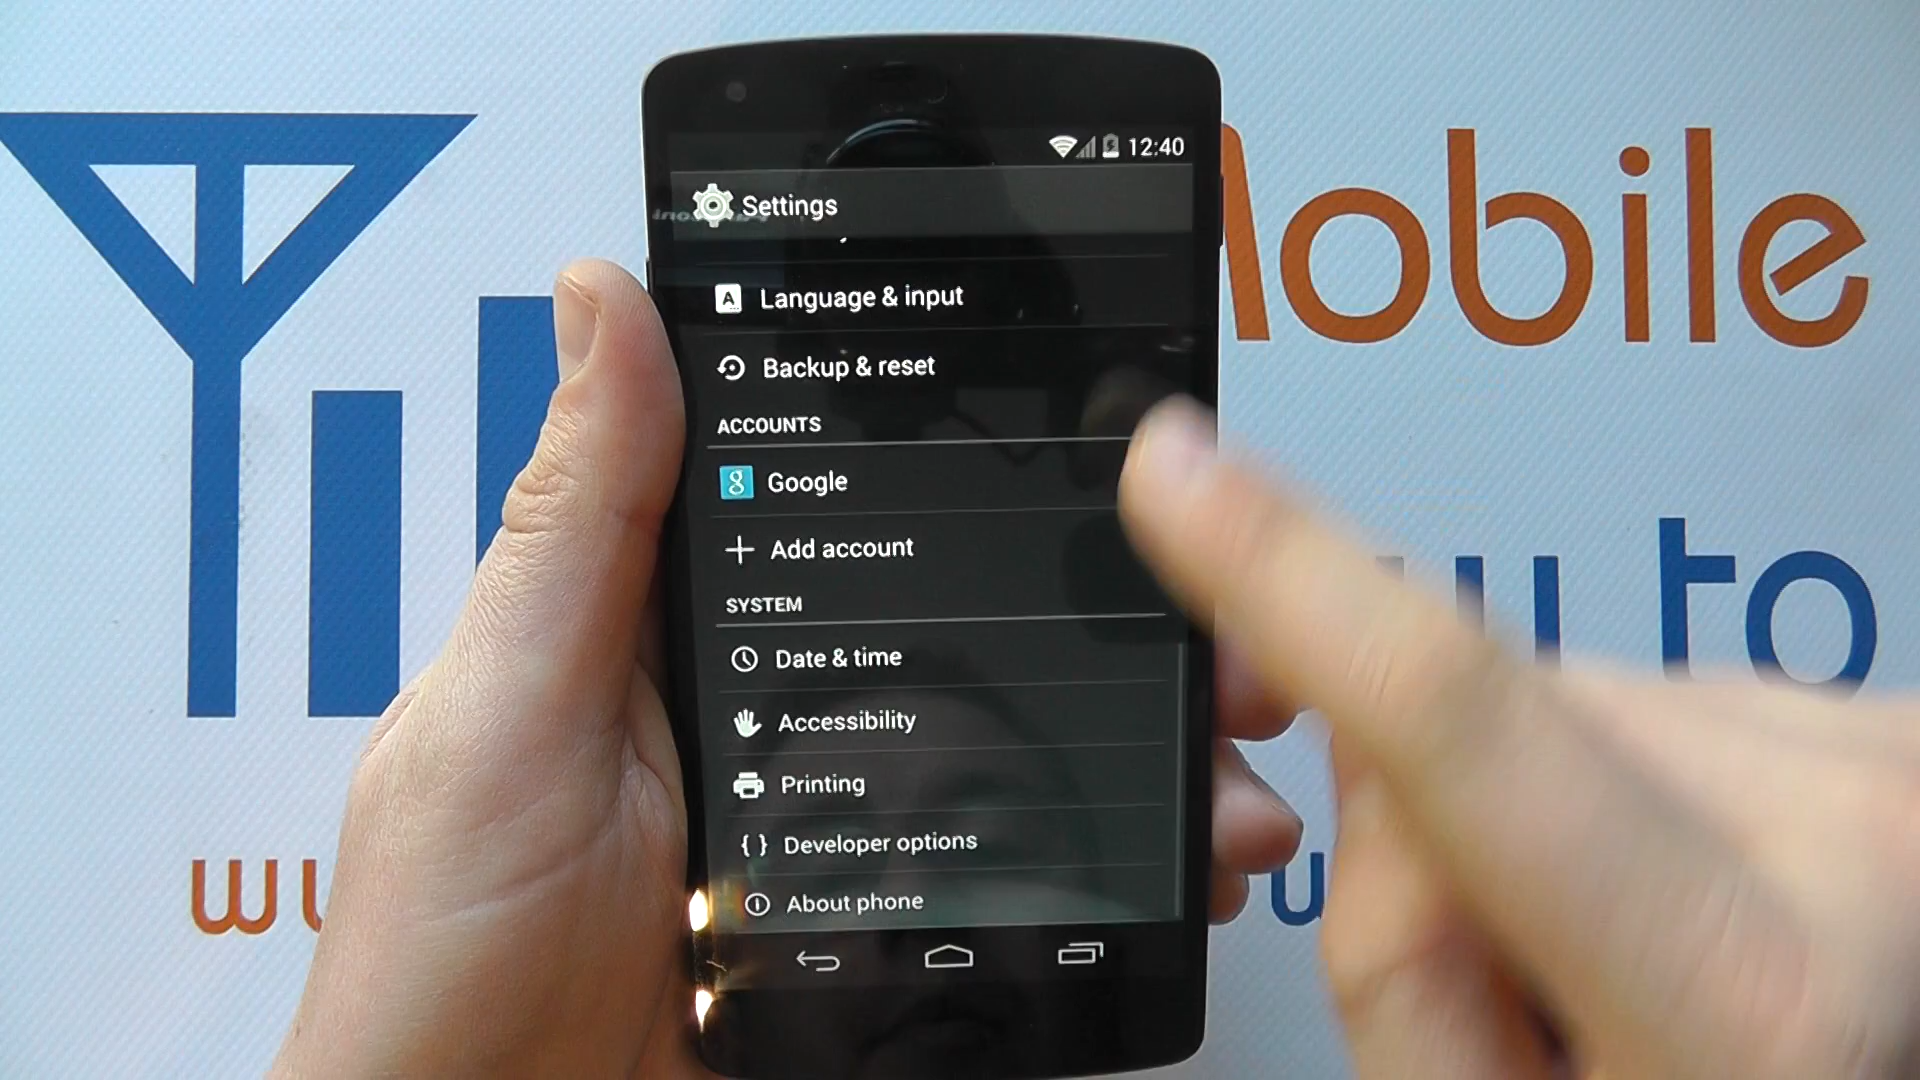 12:40
Settings
Language & input
Backup & reset
ACCOUNTS
Google
Add account
SYSTEM
Date & time
Accessibility
Printing
{ } Developer options
About phone
Mobile
to